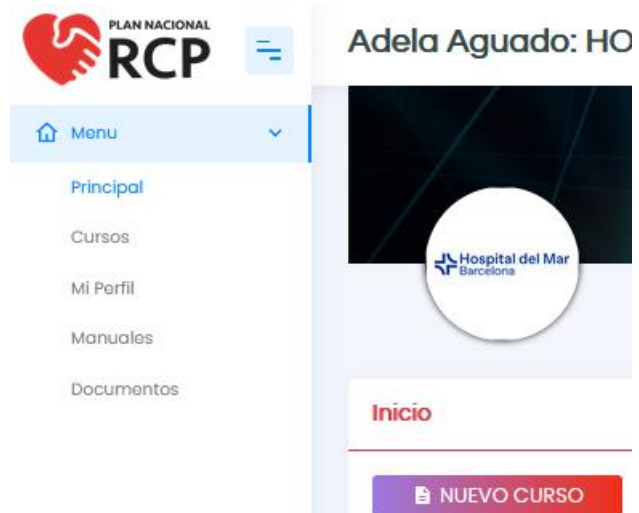 PLAN NACIONAL
RCP
Menu
Principal
Cursos
Mi Perfil
Manuales
Documentos
Adela Aguado: HO
Hospital del Mar
Barcelona
Inicio
NUEVO CURSO